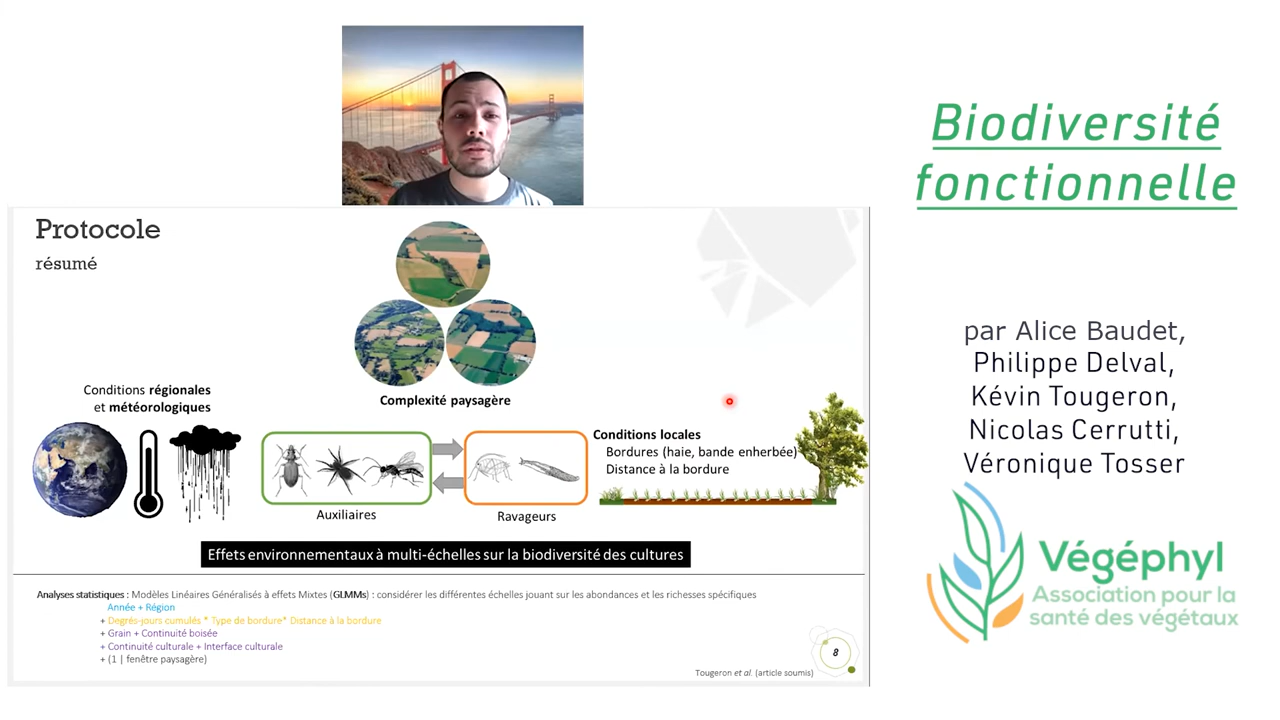 Biodiversité
fonctionnelle
Protocole
résumé
Conditions régionales
et météorologiques
Complexité paysagère
Auxiliaires
Ravageurs
Conditions locales
Bordures (haie, bande enherbée)
Distance à la bordure
Effets environnementaux à multi-échelles sur la biodiversité des cultures
Analyses statistiques : Modèles Linéaires Généralisés à effets Mixtes (GLMMs) : considérer les différentes échelles jouant sur les abondances et les richesses spécifiques
Année + Région
+ Degrés-jours cumulés * Type de bordure* Distance à la bordure
+ Grain + Continuité boisée
+ Continuité culturale + Interface culturale
+ (1 | fenêtre paysagère)
8
Tougeron et al. (article soumis)
par Alice Baudet,
Philippe Delval,
Kévin Tougeron,
Nicolas Cerrutti,
Véronique Tosser
Végéphyl
Association pour la
santé des végétaux